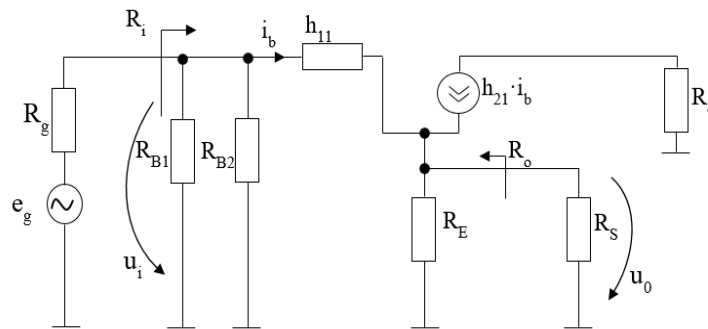 R_i
i_b
h_11
R_g
R_B1
R_B2
h_21·i_b
R
R_o
e_g
R_E
R_S
u_i
u_0